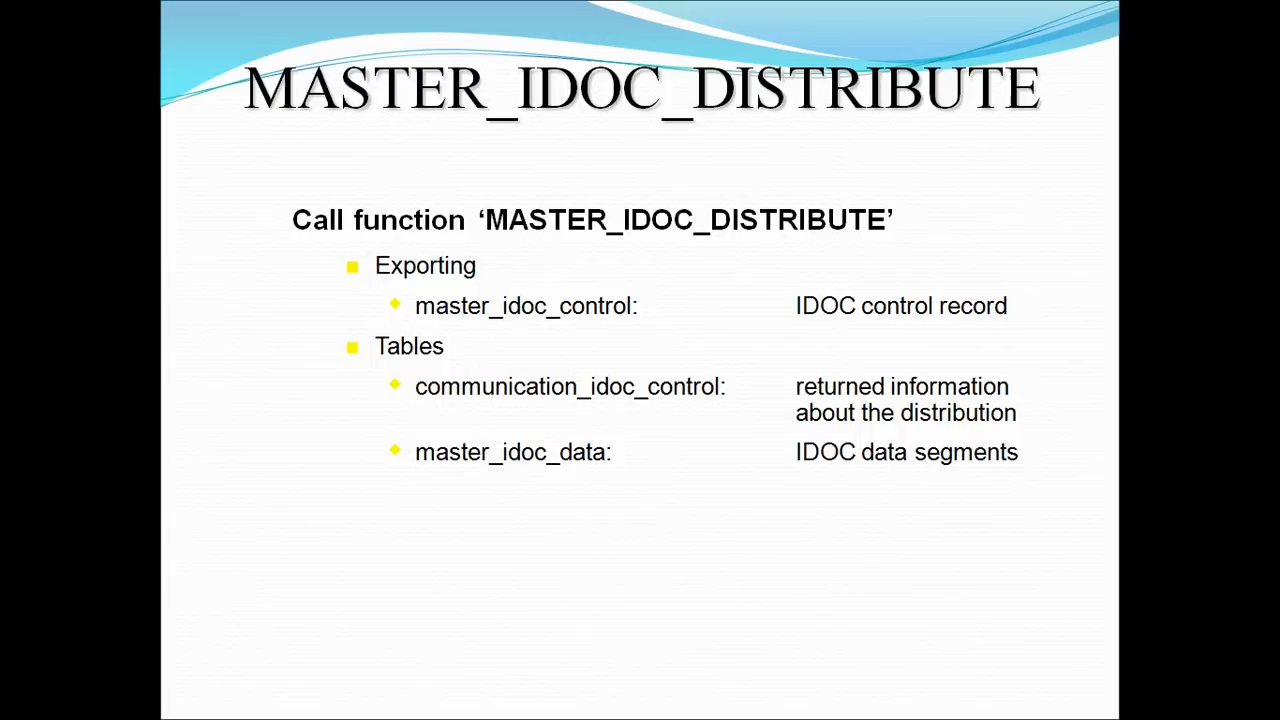 MASTER_IDOC_DISTRIBUTE
Call function ‘MASTER_IDOC_DISTRIBUTE’
Exporting
master_idoc_control: IDOC control record
Tables
communication_idoc_control: returned information
about the distribution
master_idoc_data: IDOC data segments